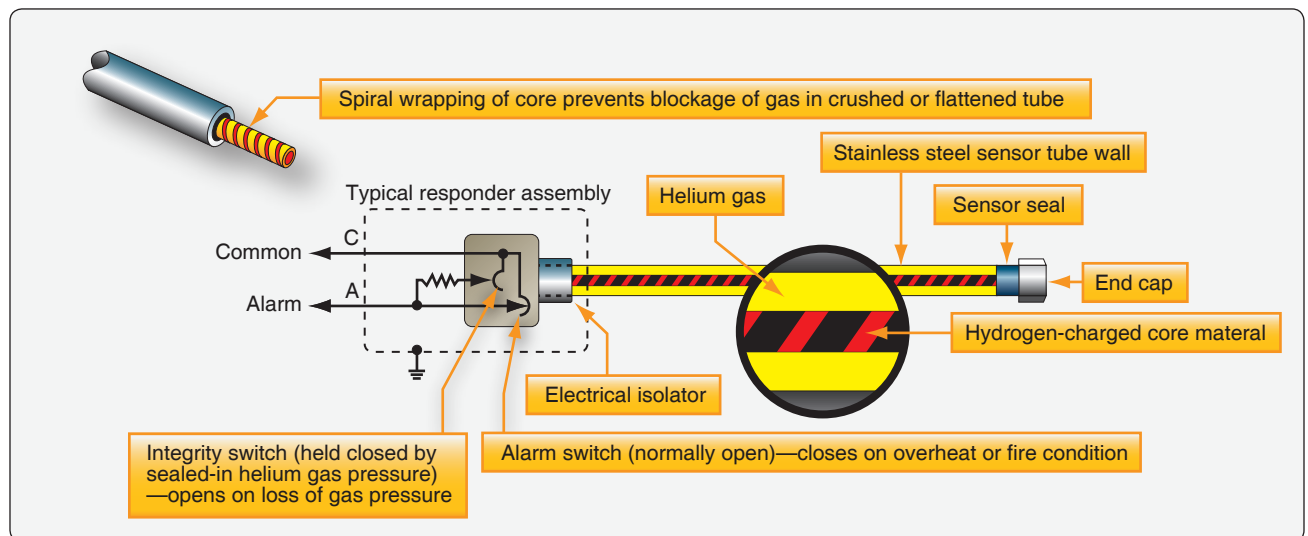 Spiral wrapping of core prevents blockage of gas in crushed or flattened tube
Stainless steel sensor tube wall
Typical responder assembly
Helium gas
Sensor seal
C
Common
End cap
A
Alarm
Hydrogen-charged core materal
Electrical isolator
Integrity switch (held closed by
sealed-in helium gas pressure)
—opens on loss of gas pressure
Alarm switch (normally open)—closes on overheat or fire condition